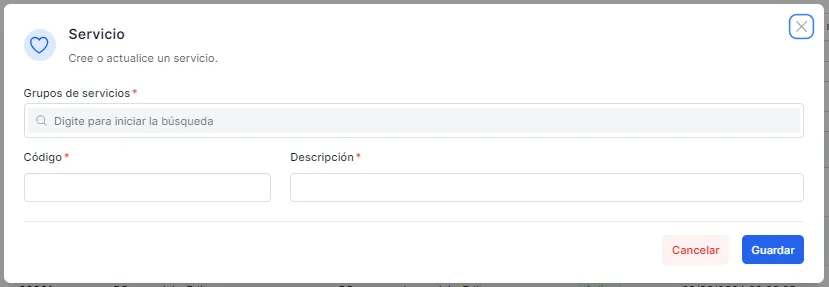 Servicio
Cree o actualice un servicio.
Grupos de servicios *
Digite para iniciar la búsqueda
Código * Descripción *
Cancelar Guardar